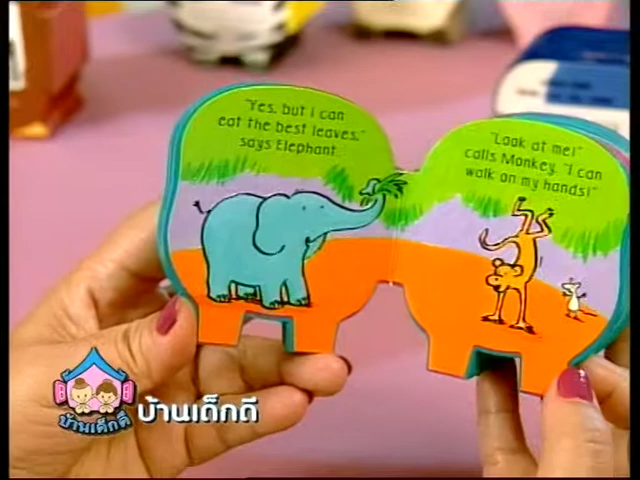 "Yes, but I can
eat the best leaves,"
says Elephant.
"Look at me!"
calls Monkey. "I can
walk on my hands!"
บ้านเด็กดี
บ้านเด็กดี